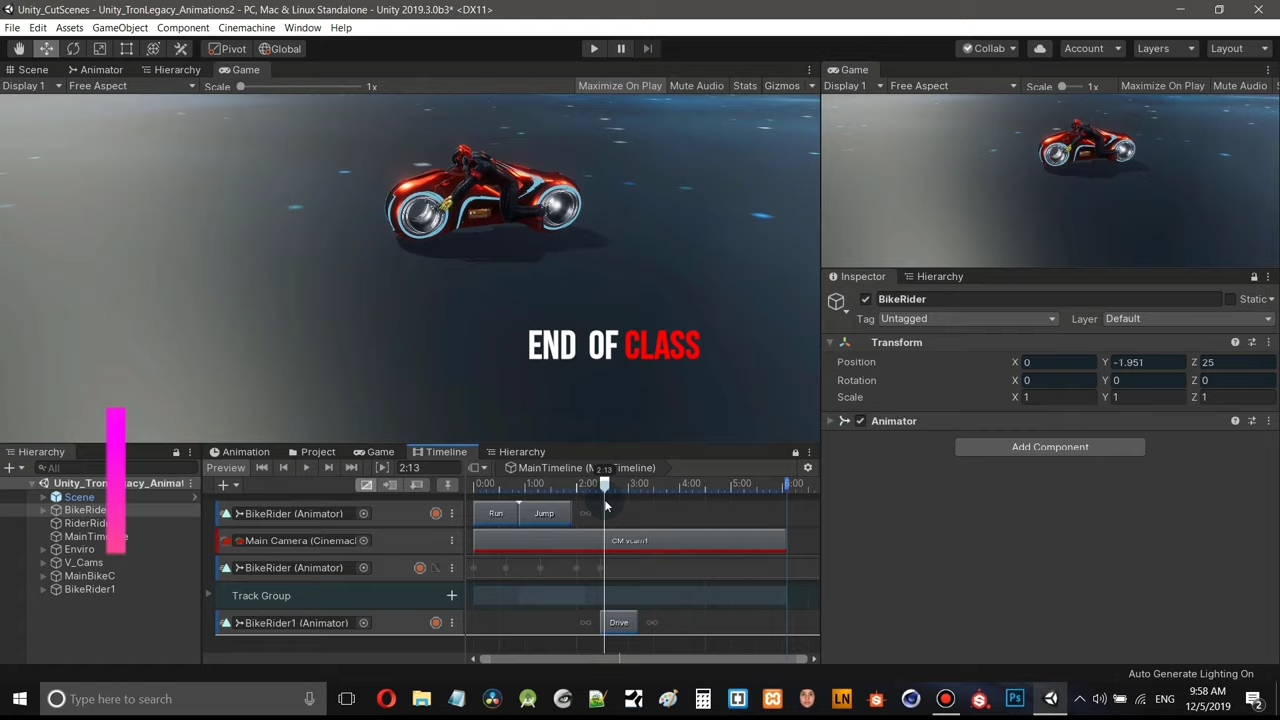 Unity_CutScenes - Unity_TronLegacy_Animations2 - PC, Mac & Linux Standalone - Unity 2019.3.0b3* <DX11>
File Edit Assets GameObject Component Cinemachine Window Help
Pivot Global Collab Account Layers Layout
Scene Animator Hierarchy Game Game
Display 1 Free Aspect Scale 1x Maximize On Play Mute Audio Stats Gizmos Display 1 Free Aspect Scale 1x Maximize On Play Mute Audio
END OF CLASS
Inspector Hierarchy
BikeRider Static
Tag Untagged Layer Default
Transform
Position X 0 Y -1.951 Z 25
Rotation X 0 Y 0 Z 0
Scale X 1 Y 1 Z 1
Animator
Add Component
Hierarchy Animation Project Game Timeline Hierarchy
All Preview 2:13 MainTimeline
2:13
Unity_
0:00 1:00 2:00 3:00 4:00 5:00
Scene
BikeRider (Animator) Run Jump
Main Camera
BikeRider (Animator)
Enviro
V_Cams
MainBikeC
BikeRider1
Track Group
BikeRider1 (Animator) Drive
Auto Generate Lighting On
Type here to search
LN
Ps
ENG
9:58 AM
12/5/2019
2